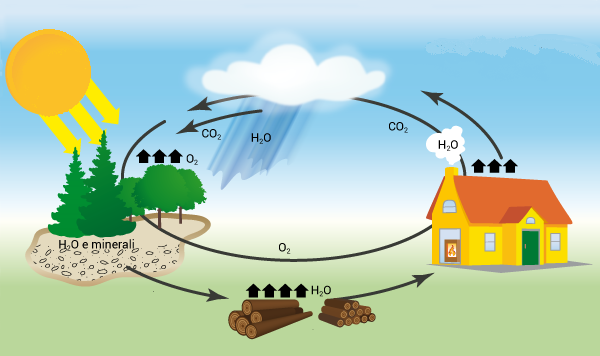 CO₂
H₂O
CO₂
H₂O
O₂
H₂O e minerali
O₂
H₂O